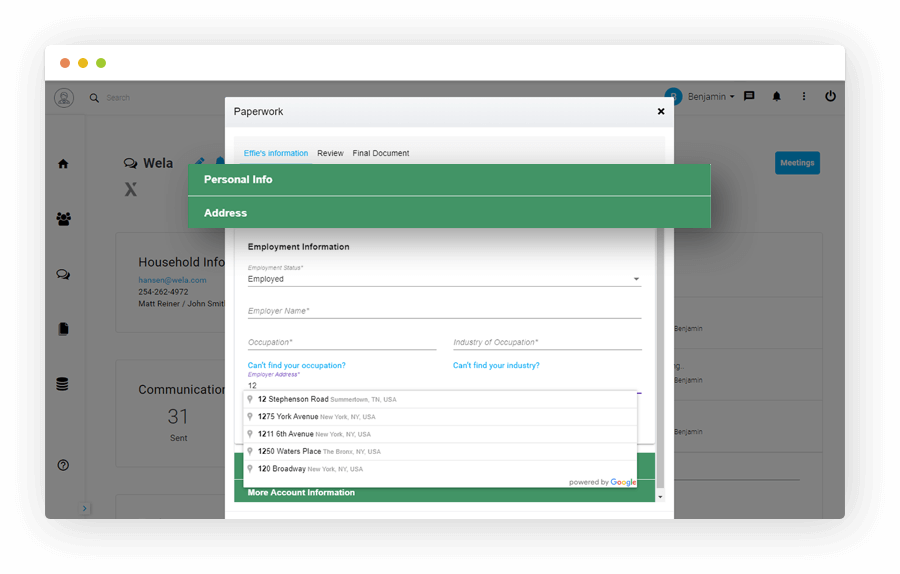 Search
Benjamin
Paperwork
Effie's information Review Final Document
Wela
Meetings
X
Personal Info
Address
Employment Information
Household Info
Employment Status*
Employed
hansen@wela.com
254-262-4972
Matt Reiner / John Smit
Employer Name*
Benjamin
Occupation* Industry of Occupation*
Can't find your occupation? Can't find your industry?
Employer Address*
Benjamin
12
Communication
12 Stephenson Road Summertown, TN, USA
31
1275 York Avenue New York, NY, USA
Sent
1211 6th Avenue New York, NY, USA
Benjamin
1250 Waters Place The Bronx, NY, USA
120 Broadway New York, NY, USA
powered by Google
More Account Information